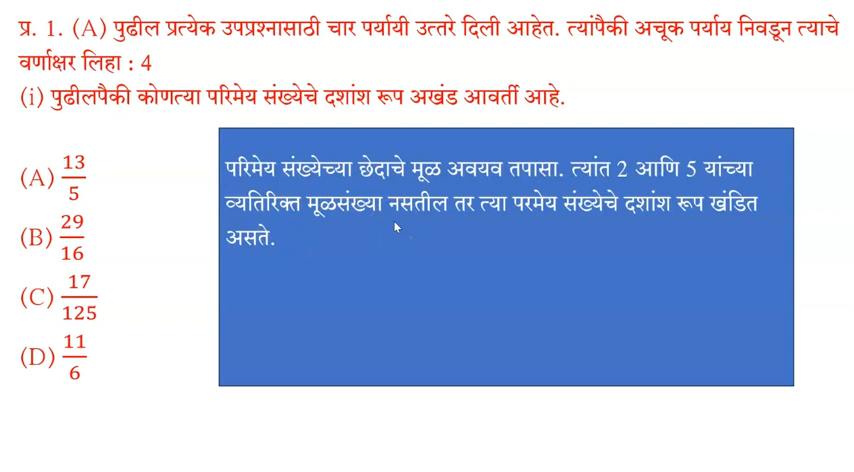 प्र. 1. (A) पुढील प्रत्येक उपप्रश्नासाठी चार पर्यायी उत्तरे दिली आहेत. त्यांपैकी अचूक पर्याय निवडून त्याचे
वर्णाक्षर लिहा : 4
(i) पुढीलपैकी कोणत्या परिमेय संख्येचे दशांश रूप अखंड आवर्ती आहे.
(A) 13/5
(B) 29/16
(C) 17/125
(D) 11/6
परिमेय संख्येच्या छेदाचे मूळ अवयव तपासा. त्यांत 2 आणि 5 यांच्या
व्यतिरिक्त मूळसंख्या नसतील तर त्या परमेय संख्येचे दशांश रूप खंडित
असते.